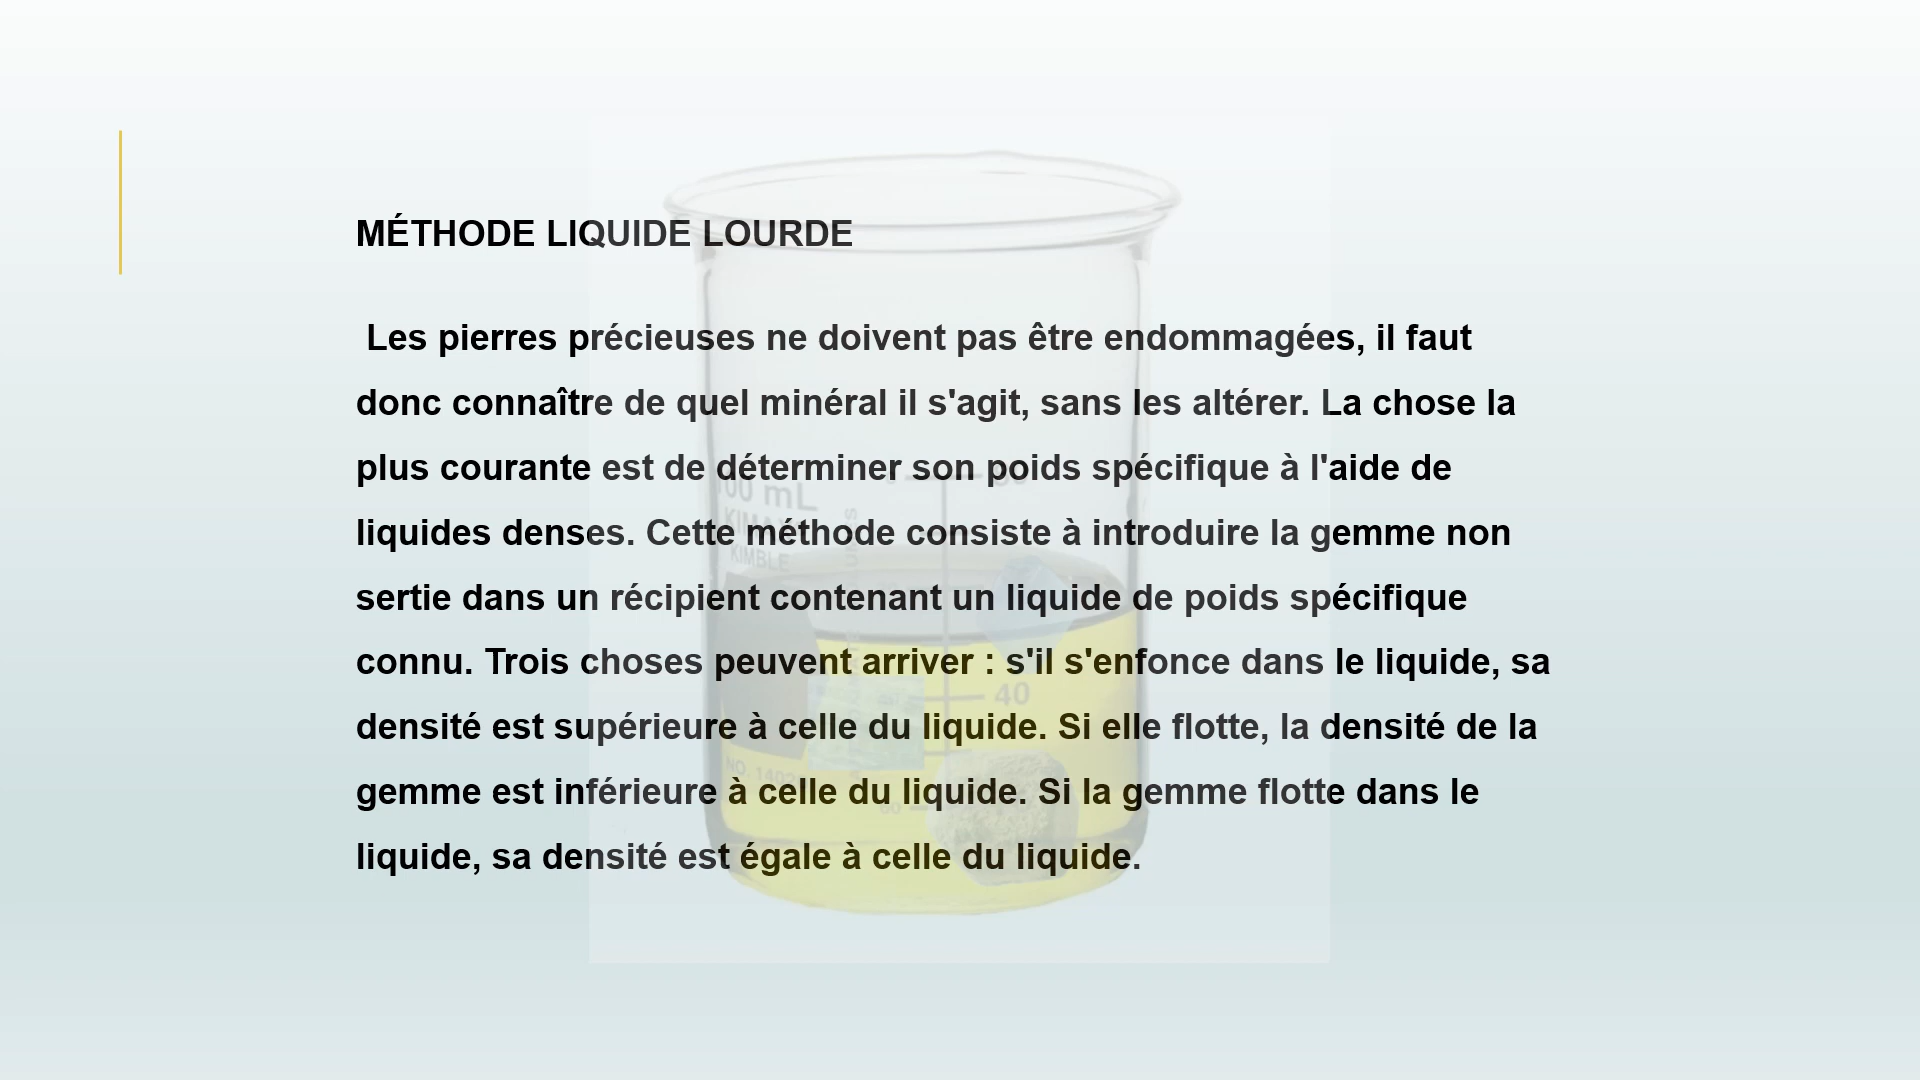 MÉTHODE LIQUIDE LOURDE
Les pierres précieuses ne doivent pas être endommagées, il faut
donc connaître de quel minéral il s'agit, sans les altérer. La chose la
plus courante est de déterminer son poids spécifique à l'aide de
liquides denses. Cette méthode consiste à introduire la gemme non
sertie dans un récipient contenant un liquide de poids spécifique
connu. Trois choses peuvent arriver : s'il s'enfonce dans le liquide, sa
densité est supérieure à celle du liquide. Si elle flotte, la densité de la
gemme est inférieure à celle du liquide. Si la gemme flotte dans le
liquide, sa densité est égale à celle du liquide.
mL
KIMBLE
40
60